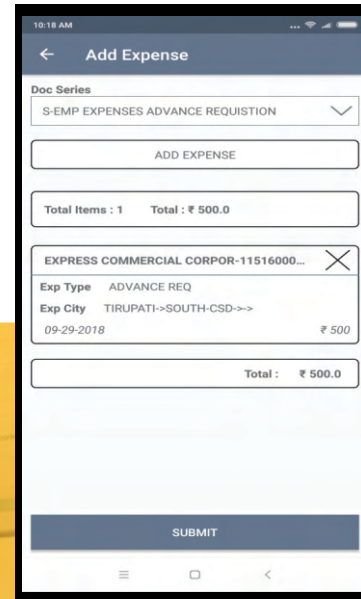 10:18 AM
Add Expense
Doc Series
S-EMP EXPENSES ADVANCE REQUISTION
ADD EXPENSE
Total Items : 1 Total : ₹ 500.0
EXPRESS COMMERCIAL CORPOR-11516000...
Exp Type ADVANCE REQ
Exp City TIRUPATI->SOUTH-CSD->->
09-29-2018 ₹ 500
Total : ₹ 500.0
SUBMIT